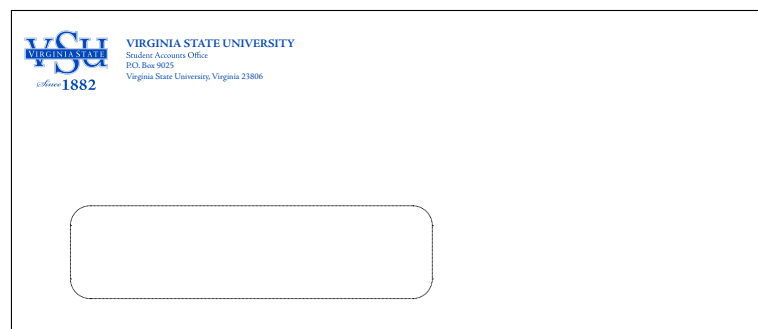 VSU
VIRGINIA STATE
Since 1882
VIRGINIA STATE UNIVERSITY
Student Accounts Office
P.O. Box 9025
Virginia State University, Virginia 23806